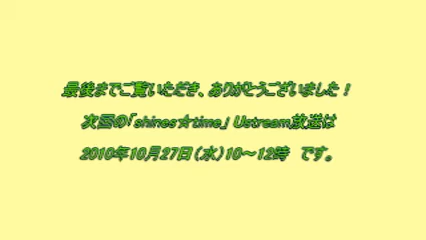 最後までご覧いただき、ありがとうございました！
次回の「shines☆time」 Ustream放送は
2010年10月27日（水）10～12時　です。